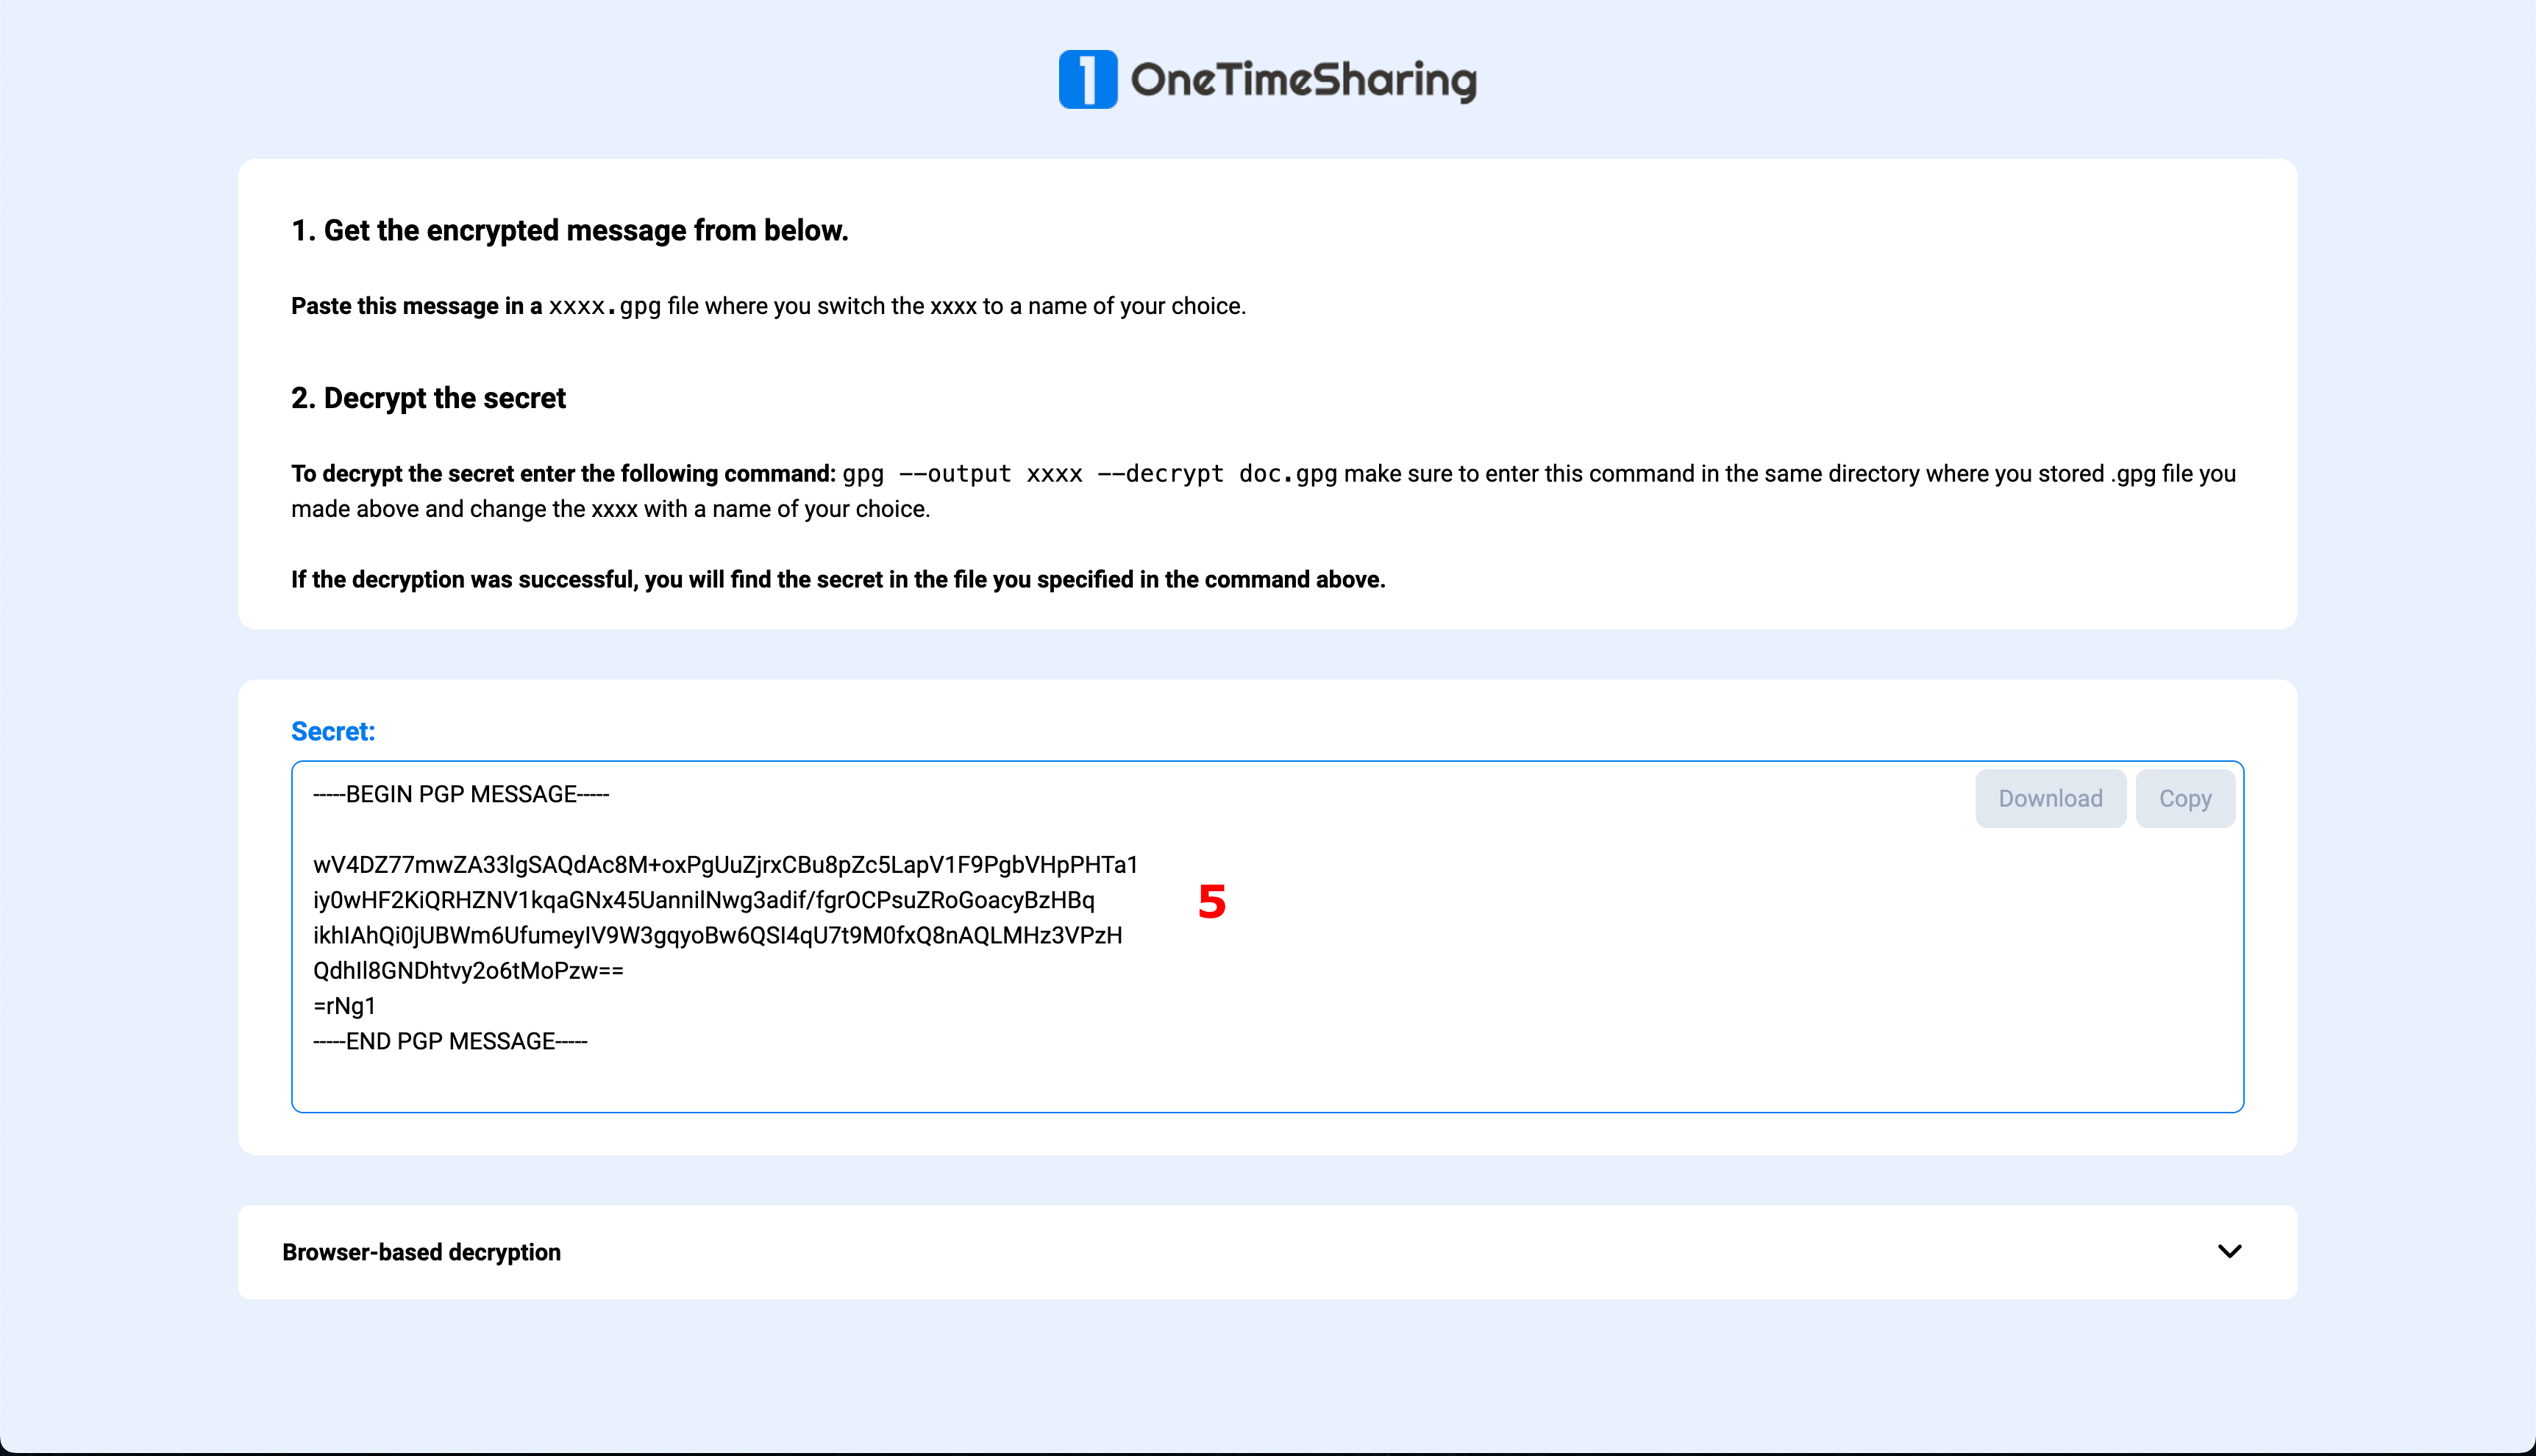 1 OneTimeSharing
1. Get the encrypted message from below.
Paste this message in a xxxx.gpg file where you switch the xxxx to a name of your choice.
2. Decrypt the secret
To decrypt the secret enter the following command: gpg --output xxxx --decrypt doc.gpg make sure to enter this command in the same directory where you stored .gpg file you
made above and change the xxxx with a name of your choice.
If the decryption was successful, you will find the secret in the file you specified in the command above.
Secret:
-----BEGIN PGP MESSAGE-----
Download Copy
wV4DZ77mwZA33lgSAQdAc8M+oxPgUuZjrxCBu8pZc5LapV1F9PgbVHpPHTa1
iy0wHF2KiQRHZNV1kqaGNx45UannilNwg3adif/fgrOCPsuZRoGoacyBzHBq
ikhIAhQi0jUBWm6UfumeyIV9W3gqyoBw6QSI4qU7t9M0fxQ8nAQLMHz3VPzH
QdhIl8GNDhtvy2o6tMoPzw==
=rNg1
-----END PGP MESSAGE-----
5
Browser-based decryption